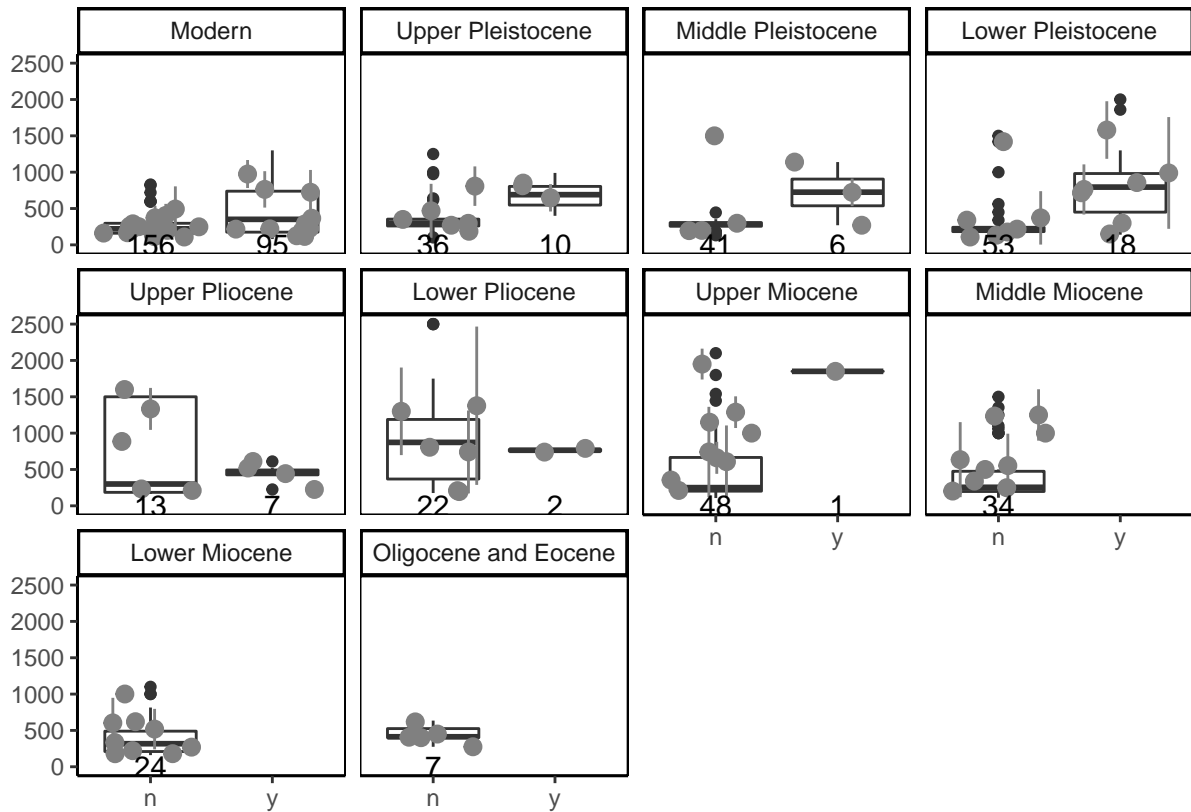 Modern Upper Pleistocene Middle Pleistocene Lower Pleistocene
2500
2000
1500
1000
500
0
156 95 36 10 41 6 53 18
Upper Pliocene Lower Pliocene Upper Miocene Middle Miocene
2500
2000
1500
1000
500
0
13 7 22 2 48 1 34
n y n y
Lower Miocene Oligocene and Eocene
2500
2000
1500
1000
500
0
24 7
n y n y